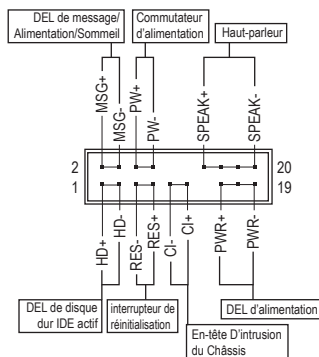 DEL de message/
Alimentation/Sommeil
Commutateur
d'alimentation
Haut-parleur
MSG+
MSG-
PW+
PW-
SPEAK+
SPEAK-
2
20
1
19
HD+
HD-
RES-
RES+
CI-
CI+
PWR+
PWR-
DEL de disque
dur IDE actif
interrupteur de
réinitialisation
DEL d'alimentation
En-tête D'intrusion
du Châssis